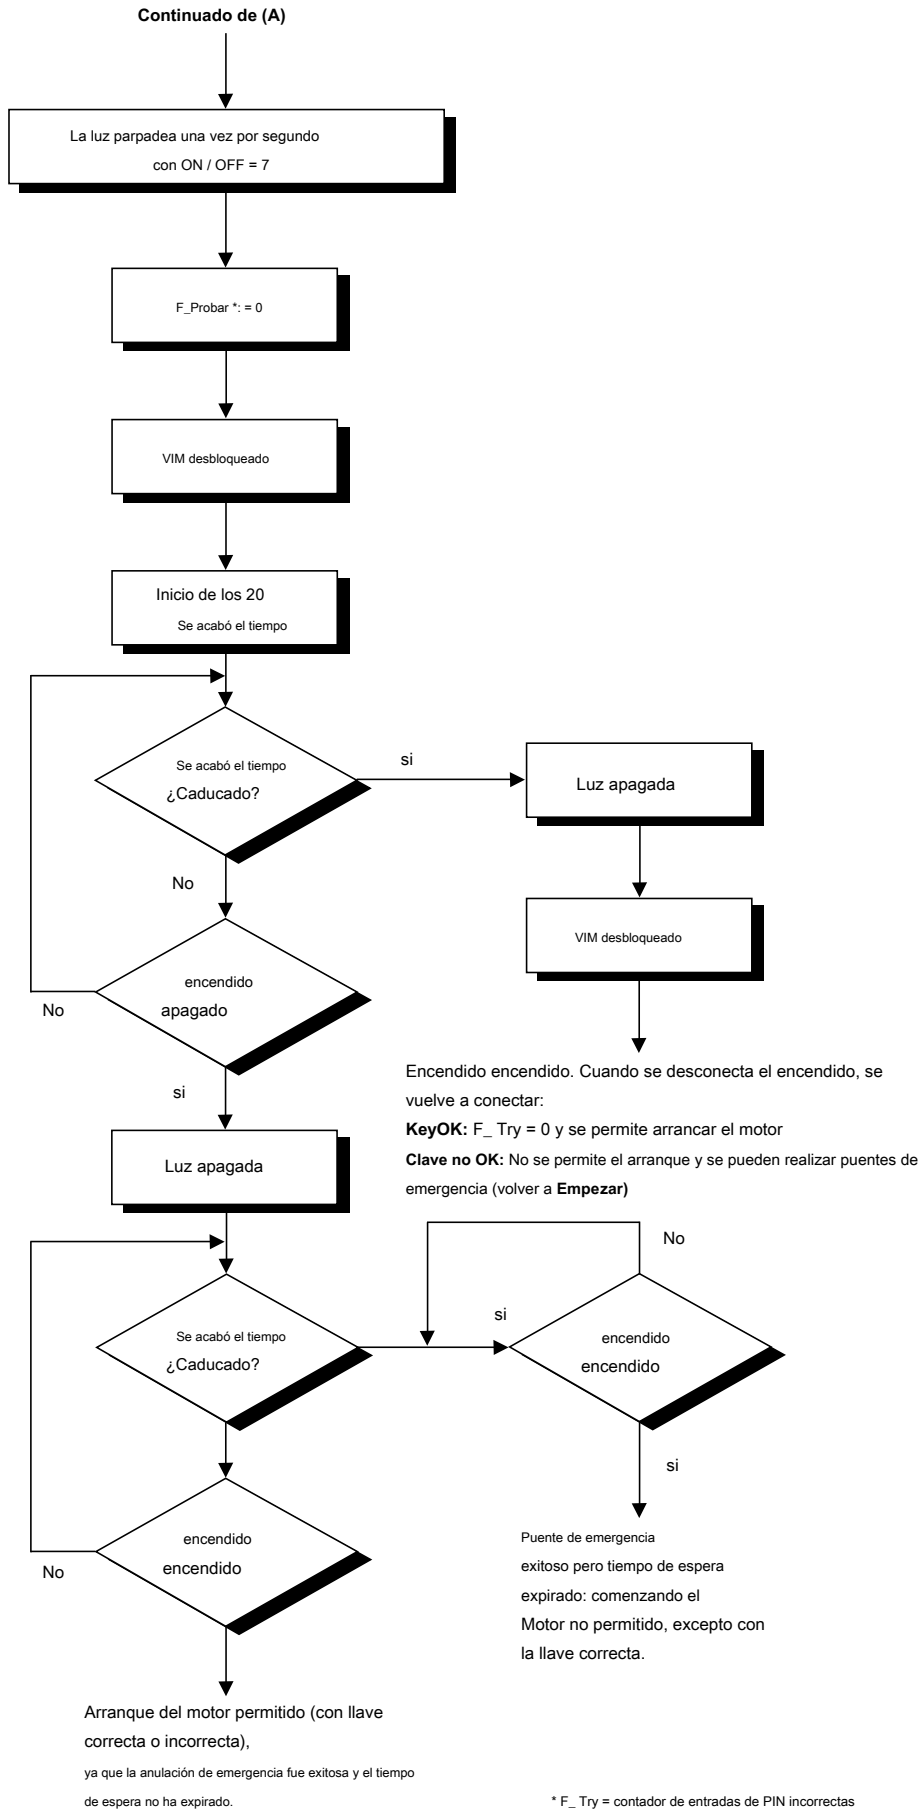 Continuado de (A)
La luz parpadea una vez por segundo
con ON / OFF = 7
F_Probar *: = 0
VIM desbloqueado
Inicio de los 20
Se acabó el tiempo
Se acabó el tiempo
¿Caducado?
si
Luz apagada
No
VIM desbloqueado
encendido
apagado
No
si
Encendido encendido. Cuando se desconecta el encendido, se
vuelve a conectar:
KeyOK: F_ Try = 0 y se permite arrancar el motor
Clave no OK: No se permite el arranque y se pueden realizar puentes de
emergencia (volver a Empezar)
Luz apagada
No
Se acabó el tiempo
¿Caducado?
si
encendido
encendido
si
encendido
encendido
No
Puente de emergencia
exitoso pero tiempo de espera
expirado: comenzando el
Motor no permitido, excepto con
la llave correcta.
Arranque del motor permitido (con llave
correcta o incorrecta),
ya que la anulación de emergencia fue exitosa y el tiempo
de espera no ha expirado.
* F_ Try = contador de entradas de PIN incorrectas